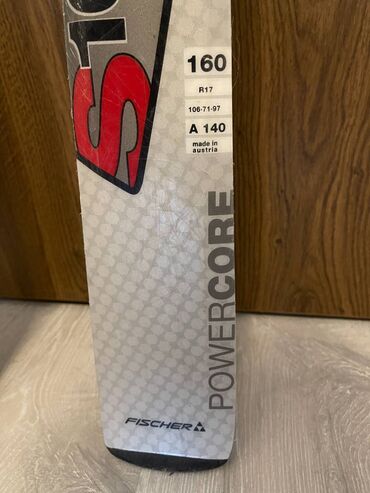 160
R17
106-71-97
A 140
made in
austria
POWERCORE
FISCHER